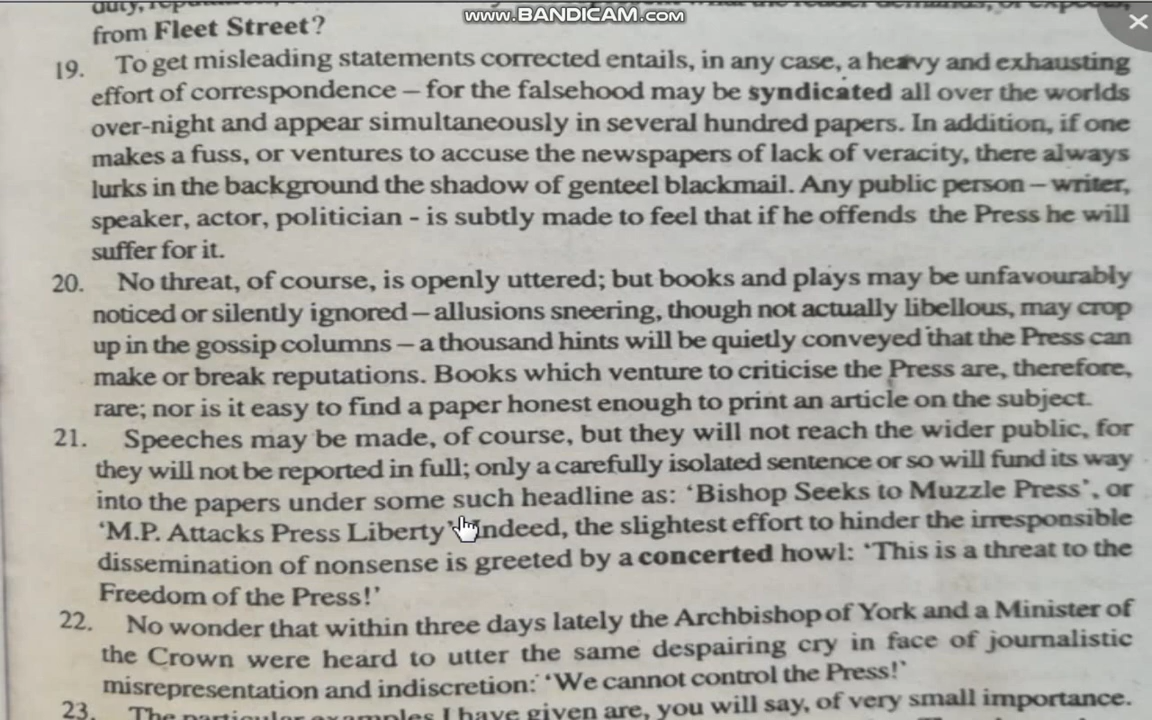 www.BANDICAM.com
from Fleet Street?
19. To get misleading statements corrected entails, in any case, a heavy and exhausting
effort of correspondence – for the falsehood may be syndicated all over the worlds
over-night and appear simultaneously in several hundred papers. In addition, if one
makes a fuss, or ventures to accuse the newspapers of lack of veracity, there always
lurks in the background the shadow of genteel blackmail. Any public person – writer,
speaker, actor, politician - is subtly made to feel that if he offends the Press he will
suffer for it.
20. No threat, of course, is openly uttered; but books and plays may be unfavourably
noticed or silently ignored – allusions sneering, though not actually libellous, may crop
up in the gossip columns – a thousand hints will be quietly conveyed that the Press can
make or break reputations. Books which venture to criticise the Press are, therefore,
rare; nor is it easy to find a paper honest enough to print an article on the subject.
21. Speeches may be made, of course, but they will not reach the wider public, for
they will not be reported in full; only a carefully isolated sentence or so will fund its way
into the papers under some such headline as: ‘Bishop Seeks to Muzzle Press’, or
‘M.P. Attacks Press Liberty’ Indeed, the slightest effort to hinder the irresponsible
dissemination of nonsense is greeted by a concerted howl: ‘This is a threat to the
Freedom of the Press!’
22. No wonder that within three days lately the Archbishop of York and a Minister of
the Crown were heard to utter the same despairing cry in face of journalistic
misrepresentation and indiscretion: ‘We cannot control the Press!’
23. The particular examples I have given are, you will say, of very small importance.